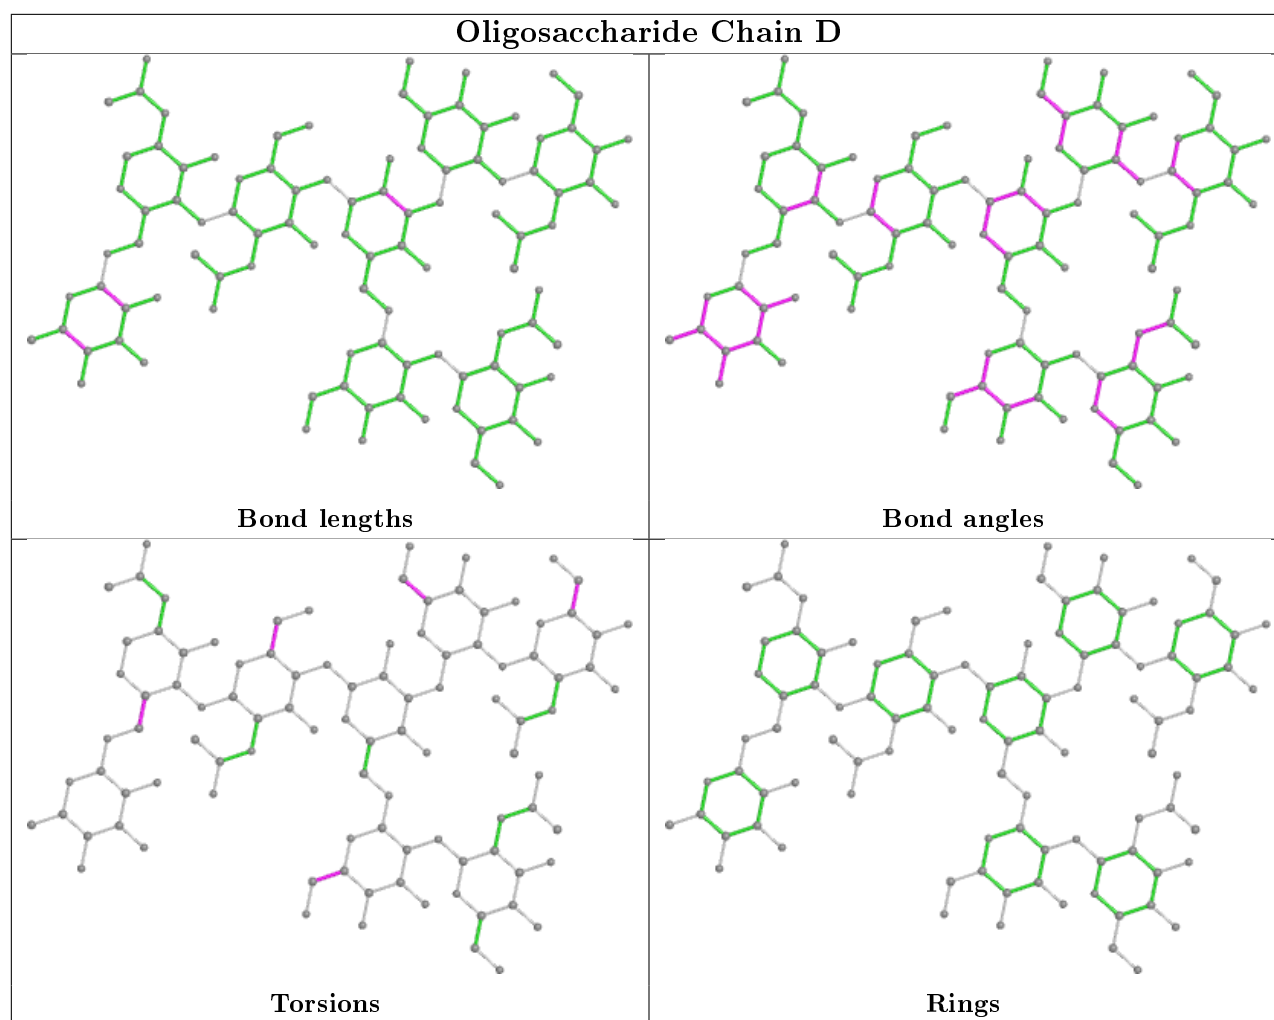 Oligosaccharide Chain D
Bond lengths
Bond angles
Torsions
Rings